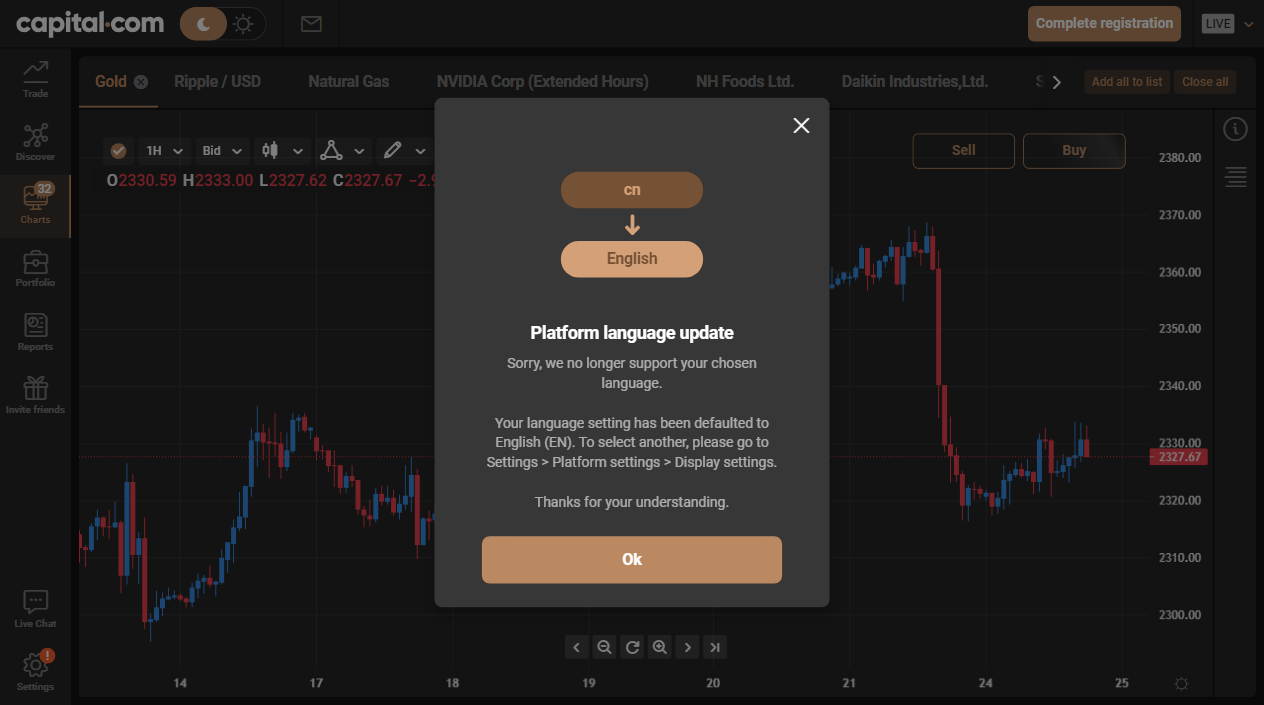 capital.com
Complete registration
LIVE
Trade
Discover
32
Charts
Portfolio
Reports
Invite friends
Live Chat
!
Settings
Gold
Ripple / USD
Natural Gas
NVIDIA Corp (Extended Hours)
NH Foods Ltd.
Daikin Industries,Ltd.
Add all to list
Close all
1H
Bid
O2330.59 H2333.00 L2327.62 C2327.67
Sell
Buy
cn
English
Platform language update
Sorry, we no longer support your chosen
language.
Your language setting has been defaulted to
English (EN). To select another, please go to
Settings > Platform settings > Display settings.
Thanks for your understanding.
Ok
2380.00
2370.00
2360.00
2350.00
2340.00
2330.00
2327.67
2320.00
2310.00
2300.00
14
17
18
19
20
21
24
25